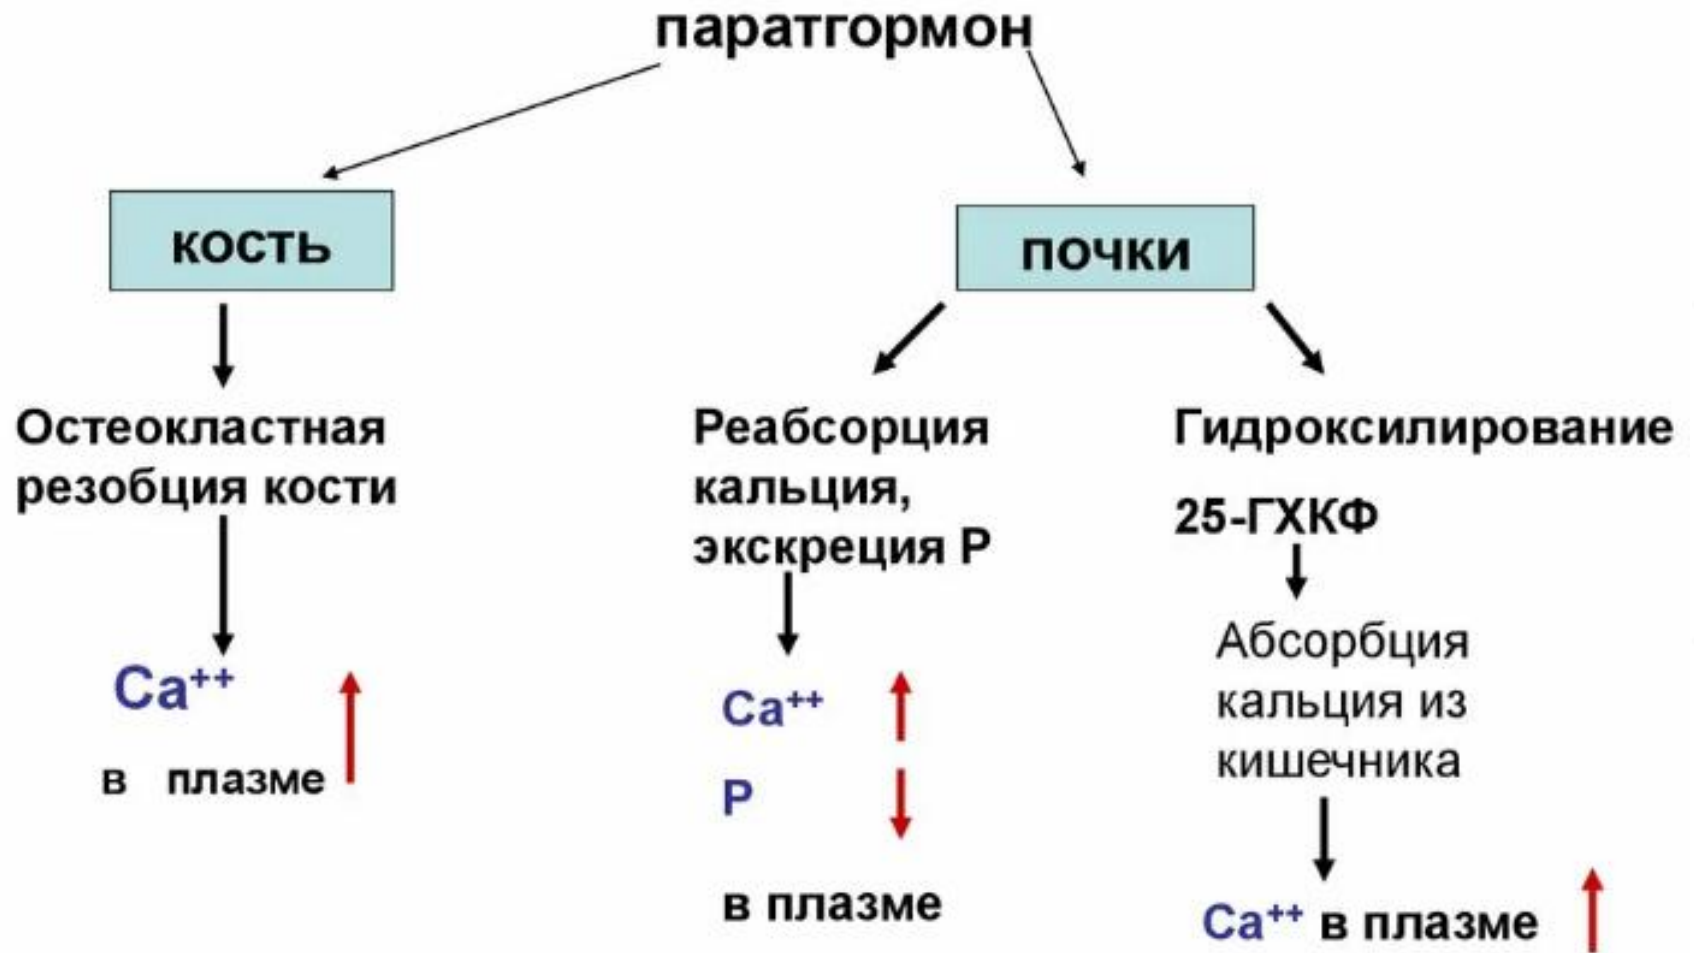 паратгормон
кость
почки
Остеокластная
резобция кости
Ca++
в плазме
Реабсорция
кальция,
экскреция Р
Ca++
Р
в плазме
Гидроксилирование
25-ГХКФ
Абсорбция
кальция из
кишечника
Ca++ в плазме